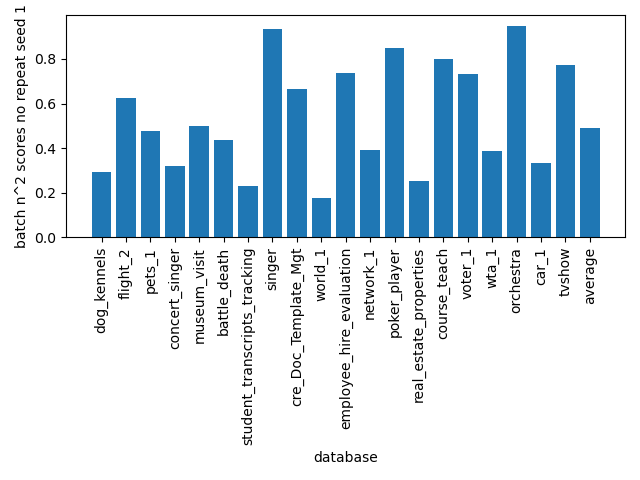 batch n^2 scores no repeat seed 1
0.8
0.6
0.4
0.2
0.0
dog_kennels
flight_2
pets_1
concert_singer
museum_visit
battle_death
student_transcripts_tracking
singer
cre_Doc_Template_Mgt
world_1
employee_hire_evaluation
network_1
poker_player
real_estate_properties
course_teach
voter_1
wta_1
orchestra
car_1
tvshow
average
database